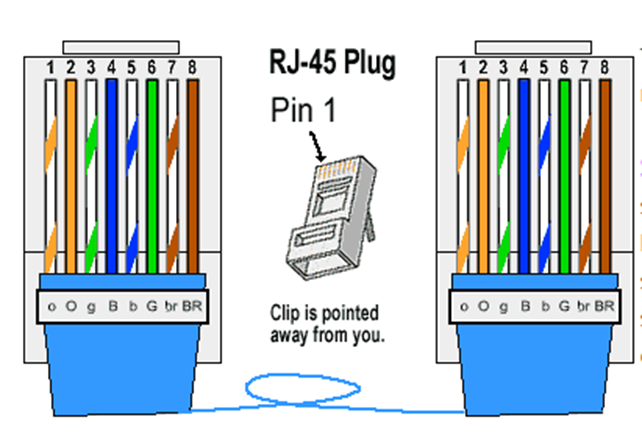 1 2 3 4 5 6 7 8
o O g B b G br BR
RJ-45 Plug
Pin 1
Clip is pointed
away from you.
1 2 3 4 5 6 7 8
o O g B b G br BR